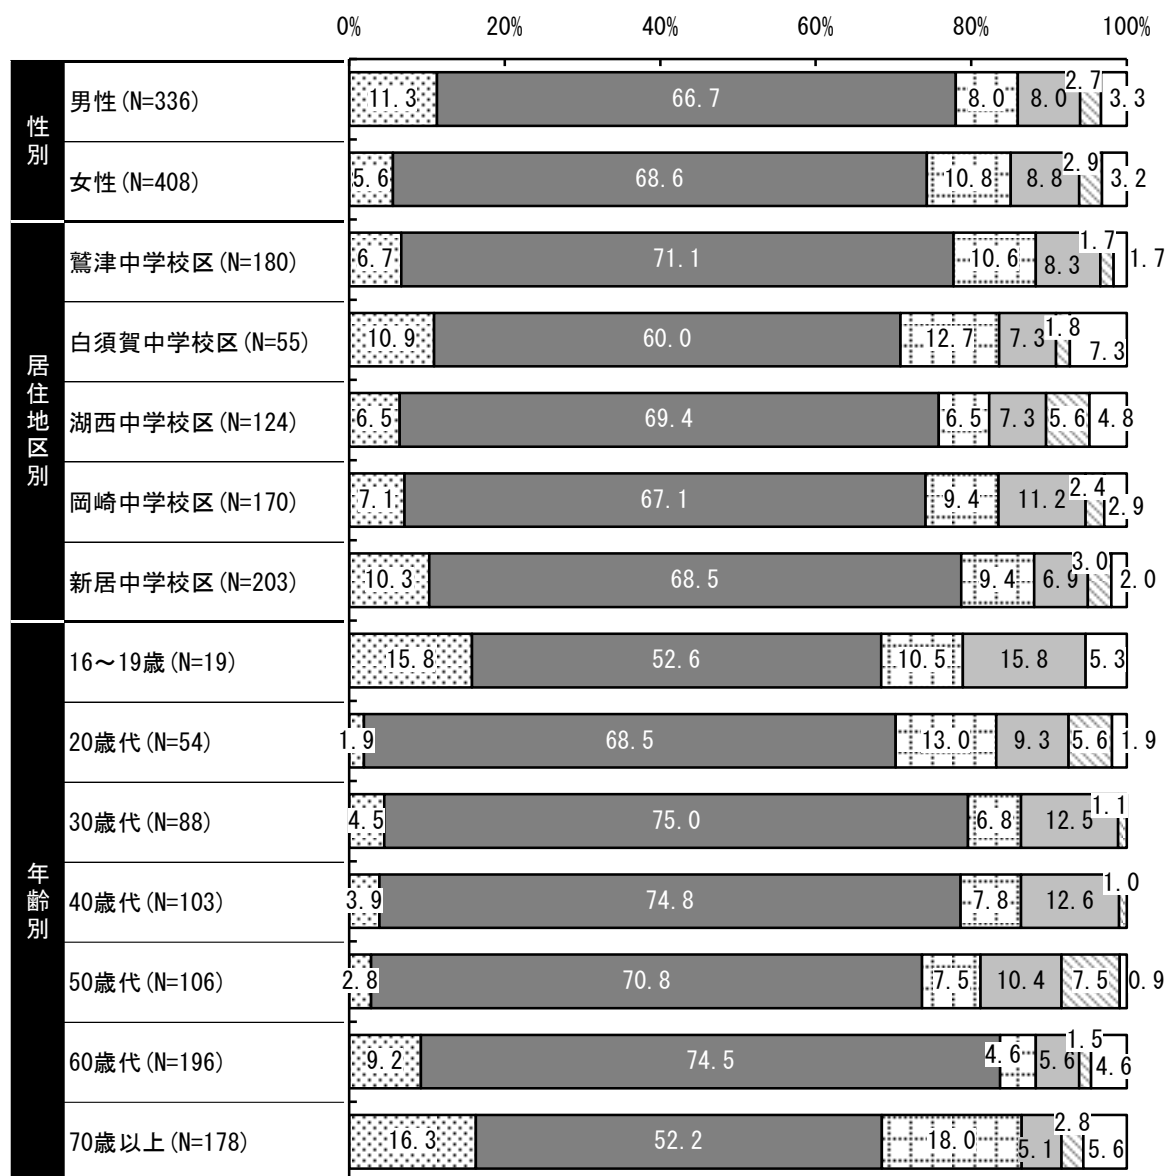 0% 20% 40% 60% 80% 100%
性別
男性(N=336) 11.3 66.7 8.0 8.0 2.7 3.3
女性(N=408) 5.6 68.6 10.8 8.8 2.9 3.2
居住地区別
鷲津中学校区(N=180) 6.7 71.1 10.6 8.3 1.7 1.7
白須賀中学校区(N=55) 10.9 60.0 12.7 7.3 1.8 7.3
湖西中学校区(N=124) 6.5 69.4 6.5 7.3 5.6 4.8
岡崎中学校区(N=170) 7.1 67.1 9.4 11.2 2.4 2.9
新居中学校区(N=203) 10.3 68.5 9.4 6.9 3.0 2.0
年齢別
16～19歳(N=19) 15.8 52.6 10.5 15.8 5.3
20歳代(N=54) 1.9 68.5 13.0 9.3 5.6 1.9
30歳代(N=88) 4.5 75.0 6.8 12.5 1.1
40歳代(N=103) 3.9 74.8 7.8 12.6 1.0
50歳代(N=106) 2.8 70.8 7.5 10.4 7.5 0.9
60歳代(N=196) 9.2 74.5 4.6 5.6 1.5 4.6
70歳以上(N=178) 16.3 52.2 18.0 5.1 2.8 5.6